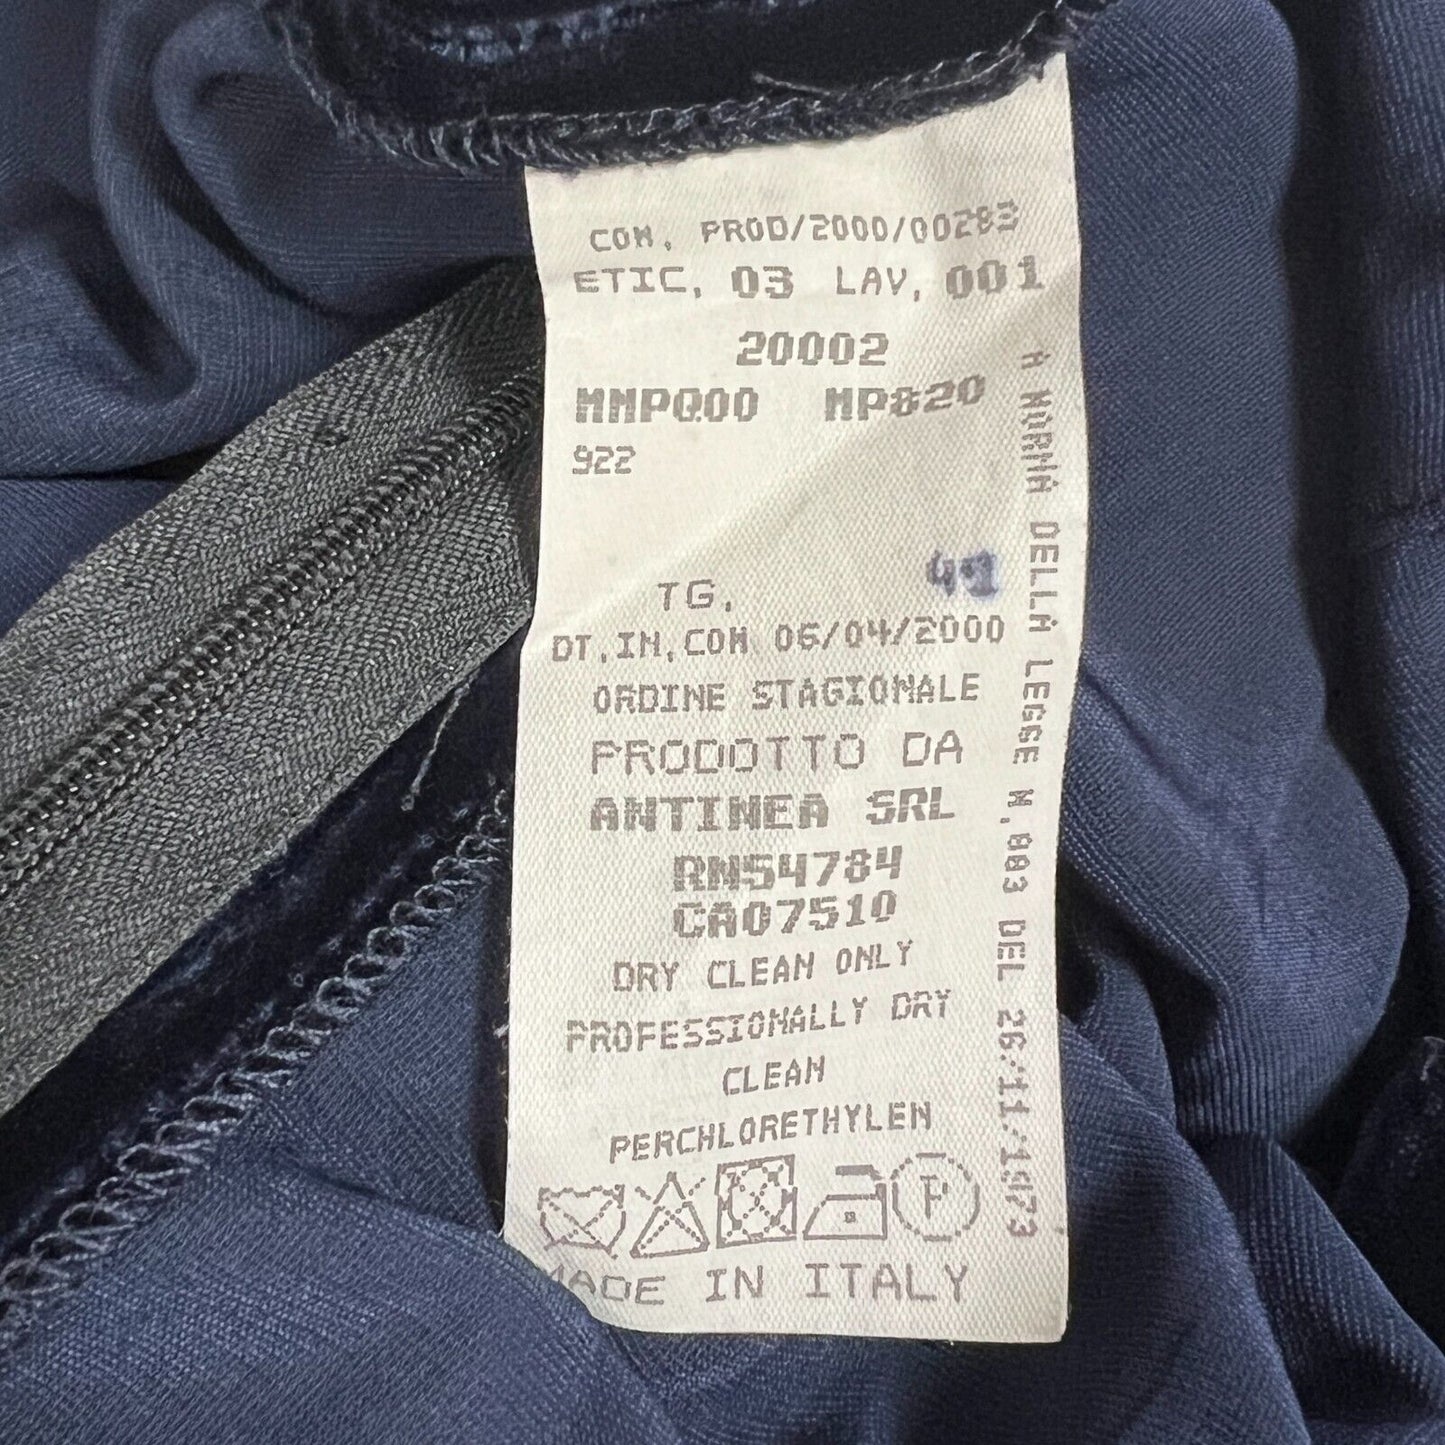 COM. PROD/2000/00283
ETIC. 03 LAV. 001
20002
MMPQ00 MP820
922
TG.
DT.IN.COM 06/04/2000
ORDINE STAGIONALE
PRODOTTO DA
ANTINEA SRL
RN54784
CA07510
DRY CLEAN ONLY
PROFESSIONALLY DRY
CLEAN
PERCHLORETHYLEN
P
MADE IN ITALY
A NORMA DELLA LEGGE N.883 DEL 26/11/1973